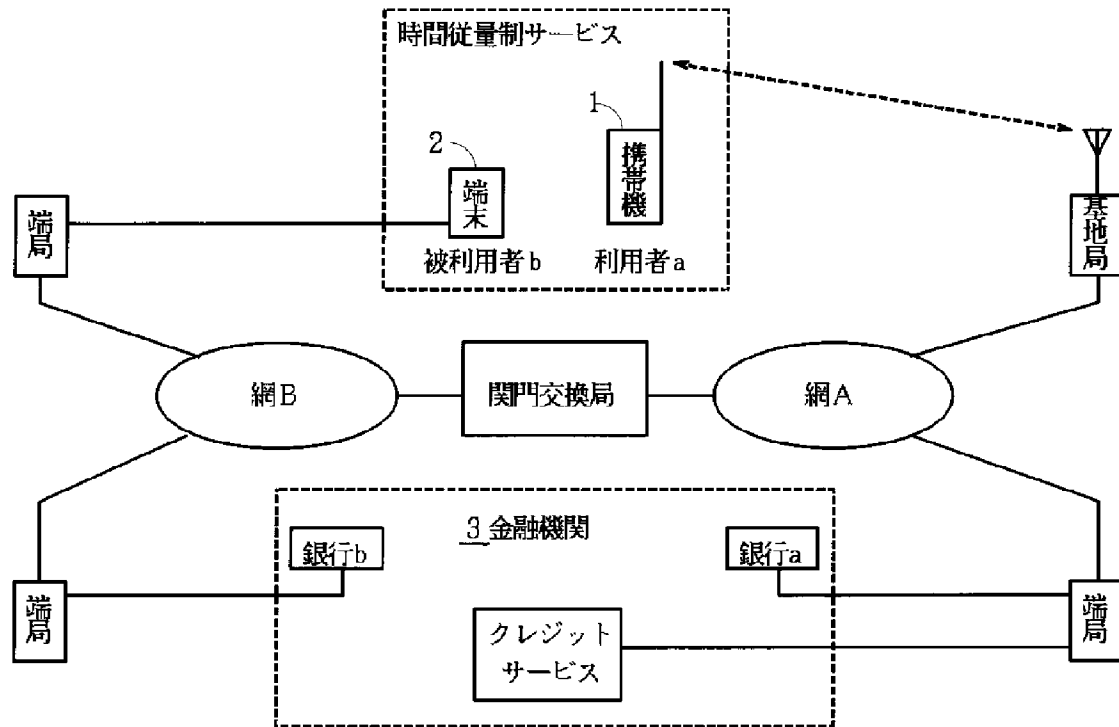 時間従量制サービス
1
2
携帯機
端末
端局
基地局
被利用者b
利用者a
網B
関門交換局
網A
3 金融機関
銀行b
銀行a
端局
クレジット
サービス
端局